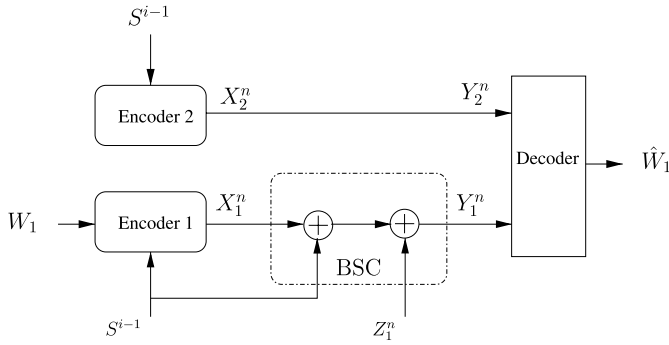 S^{i-1}
Encoder 2
X_2^n
Y_2^n
Decoder
Ŵ_1
W_1
Encoder 1
X_1^n
+
+
Y_1^n
BSC
S^{i-1}
Z_1^n